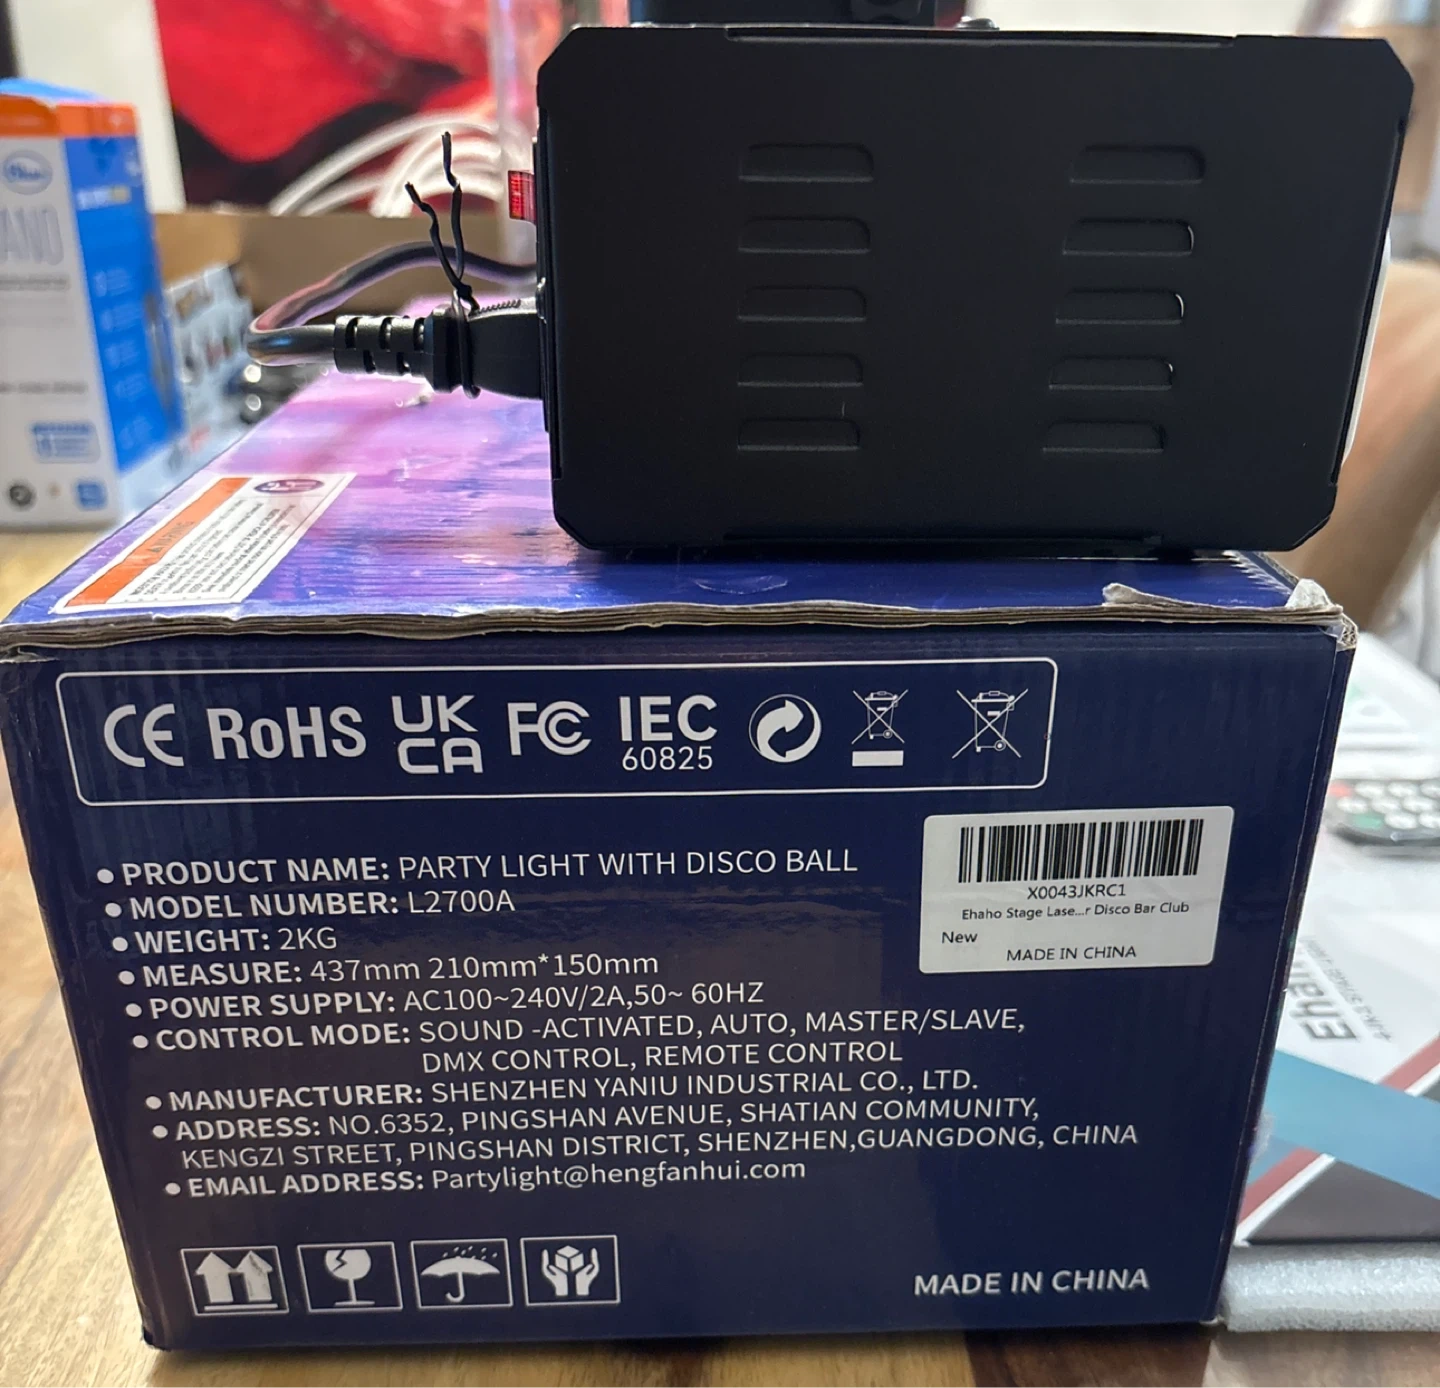 Blue
WARNING
CE RoHS UK CA FC IEC 60825
● PRODUCT NAME: PARTY LIGHT WITH DISCO BALL
● MODEL NUMBER: L2700A
● WEIGHT: 2KG
● MEASURE: 437mm 210mm*150mm
● POWER SUPPLY: AC100~240V/2A,50~ 60HZ
● CONTROL MODE: SOUND -ACTIVATED, AUTO, MASTER/SLAVE,
DMX CONTROL, REMOTE CONTROL
● MANUFACTURER: SHENZHEN YANIU INDUSTRIAL CO., LTD.
● ADDRESS: NO.6352, PINGSHAN AVENUE, SHATIAN COMMUNITY,
KENGZI STREET, PINGSHAN DISTRICT, SHENZHEN,GUANGDONG, CHINA
● EMAIL ADDRESS: Partylight@hengfanhui.com
MADE IN CHINA
X0043JKRC1
Ehaho Stage Lase...r Disco Bar Club
New
MADE IN CHINA
Ehaho